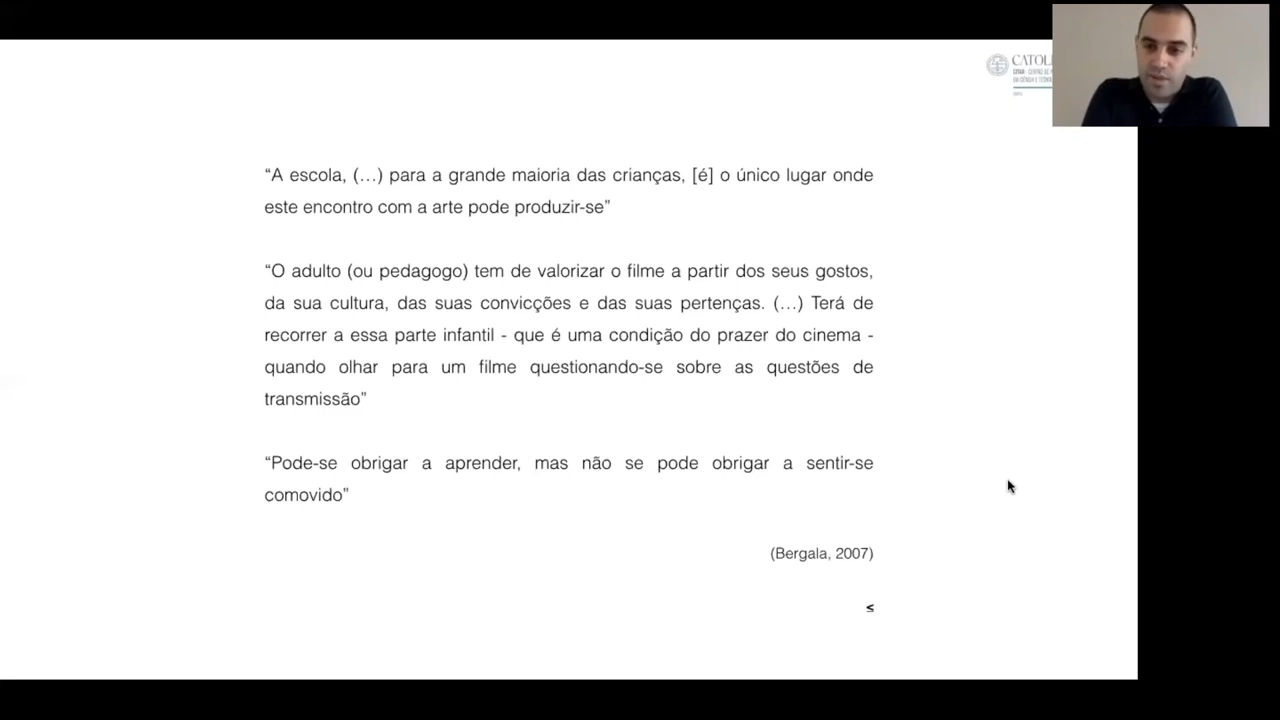 CATOL
“A escola, (…) para a grande maioria das crianças, [é] o único lugar onde
este encontro com a arte pode produzir-se”
“O adulto (ou pedagogo) tem de valorizar o filme a partir dos seus gostos,
da sua cultura, das suas convicções e das suas pertenças. (…) Terá de
recorrer a essa parte infantil - que é uma condição do prazer do cinema -
quando olhar para um filme questionando-se sobre as questões de
transmissão”
“Pode-se obrigar a aprender, mas não se pode obrigar a sentir-se
comovido”
(Bergala, 2007)
≤